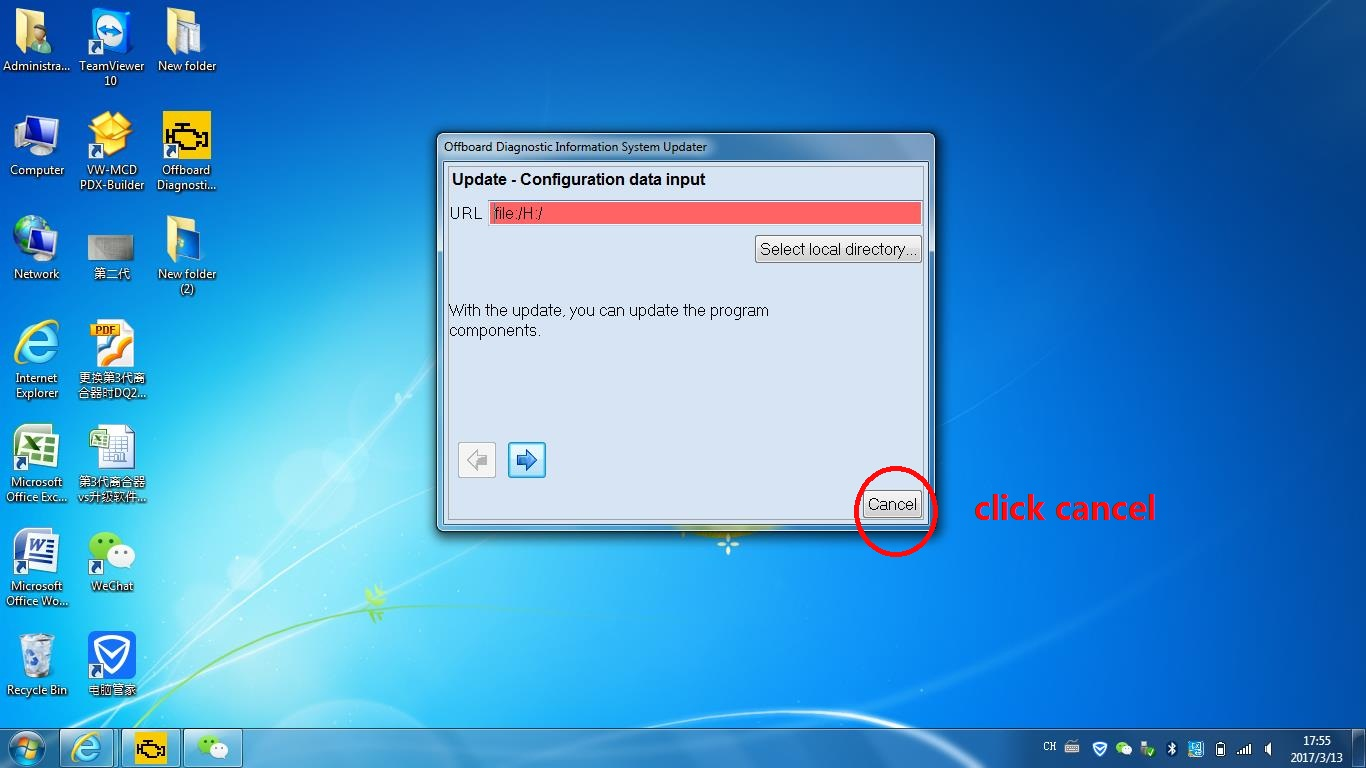 Administra...
TeamViewer
10
New folder
Computer
VW-MCD
PDX-Builder
Offboard
Diagnosti...
Network
第二代
New folder
(2)
Internet
Explorer
PDF
更换第3代离
合器时DQ2...
Microsoft
Office Exc...
第3代离合器
vs升级软件...
Microsoft
Office Wo...
WeChat
Recycle Bin
电脑管家
Offboard Diagnostic Information System Updater
Update - Configuration data input
URL file:/H:/
Select local directory...
With the update, you can update the program
components.
Cancel
click cancel
CH
17:55
2017/3/13